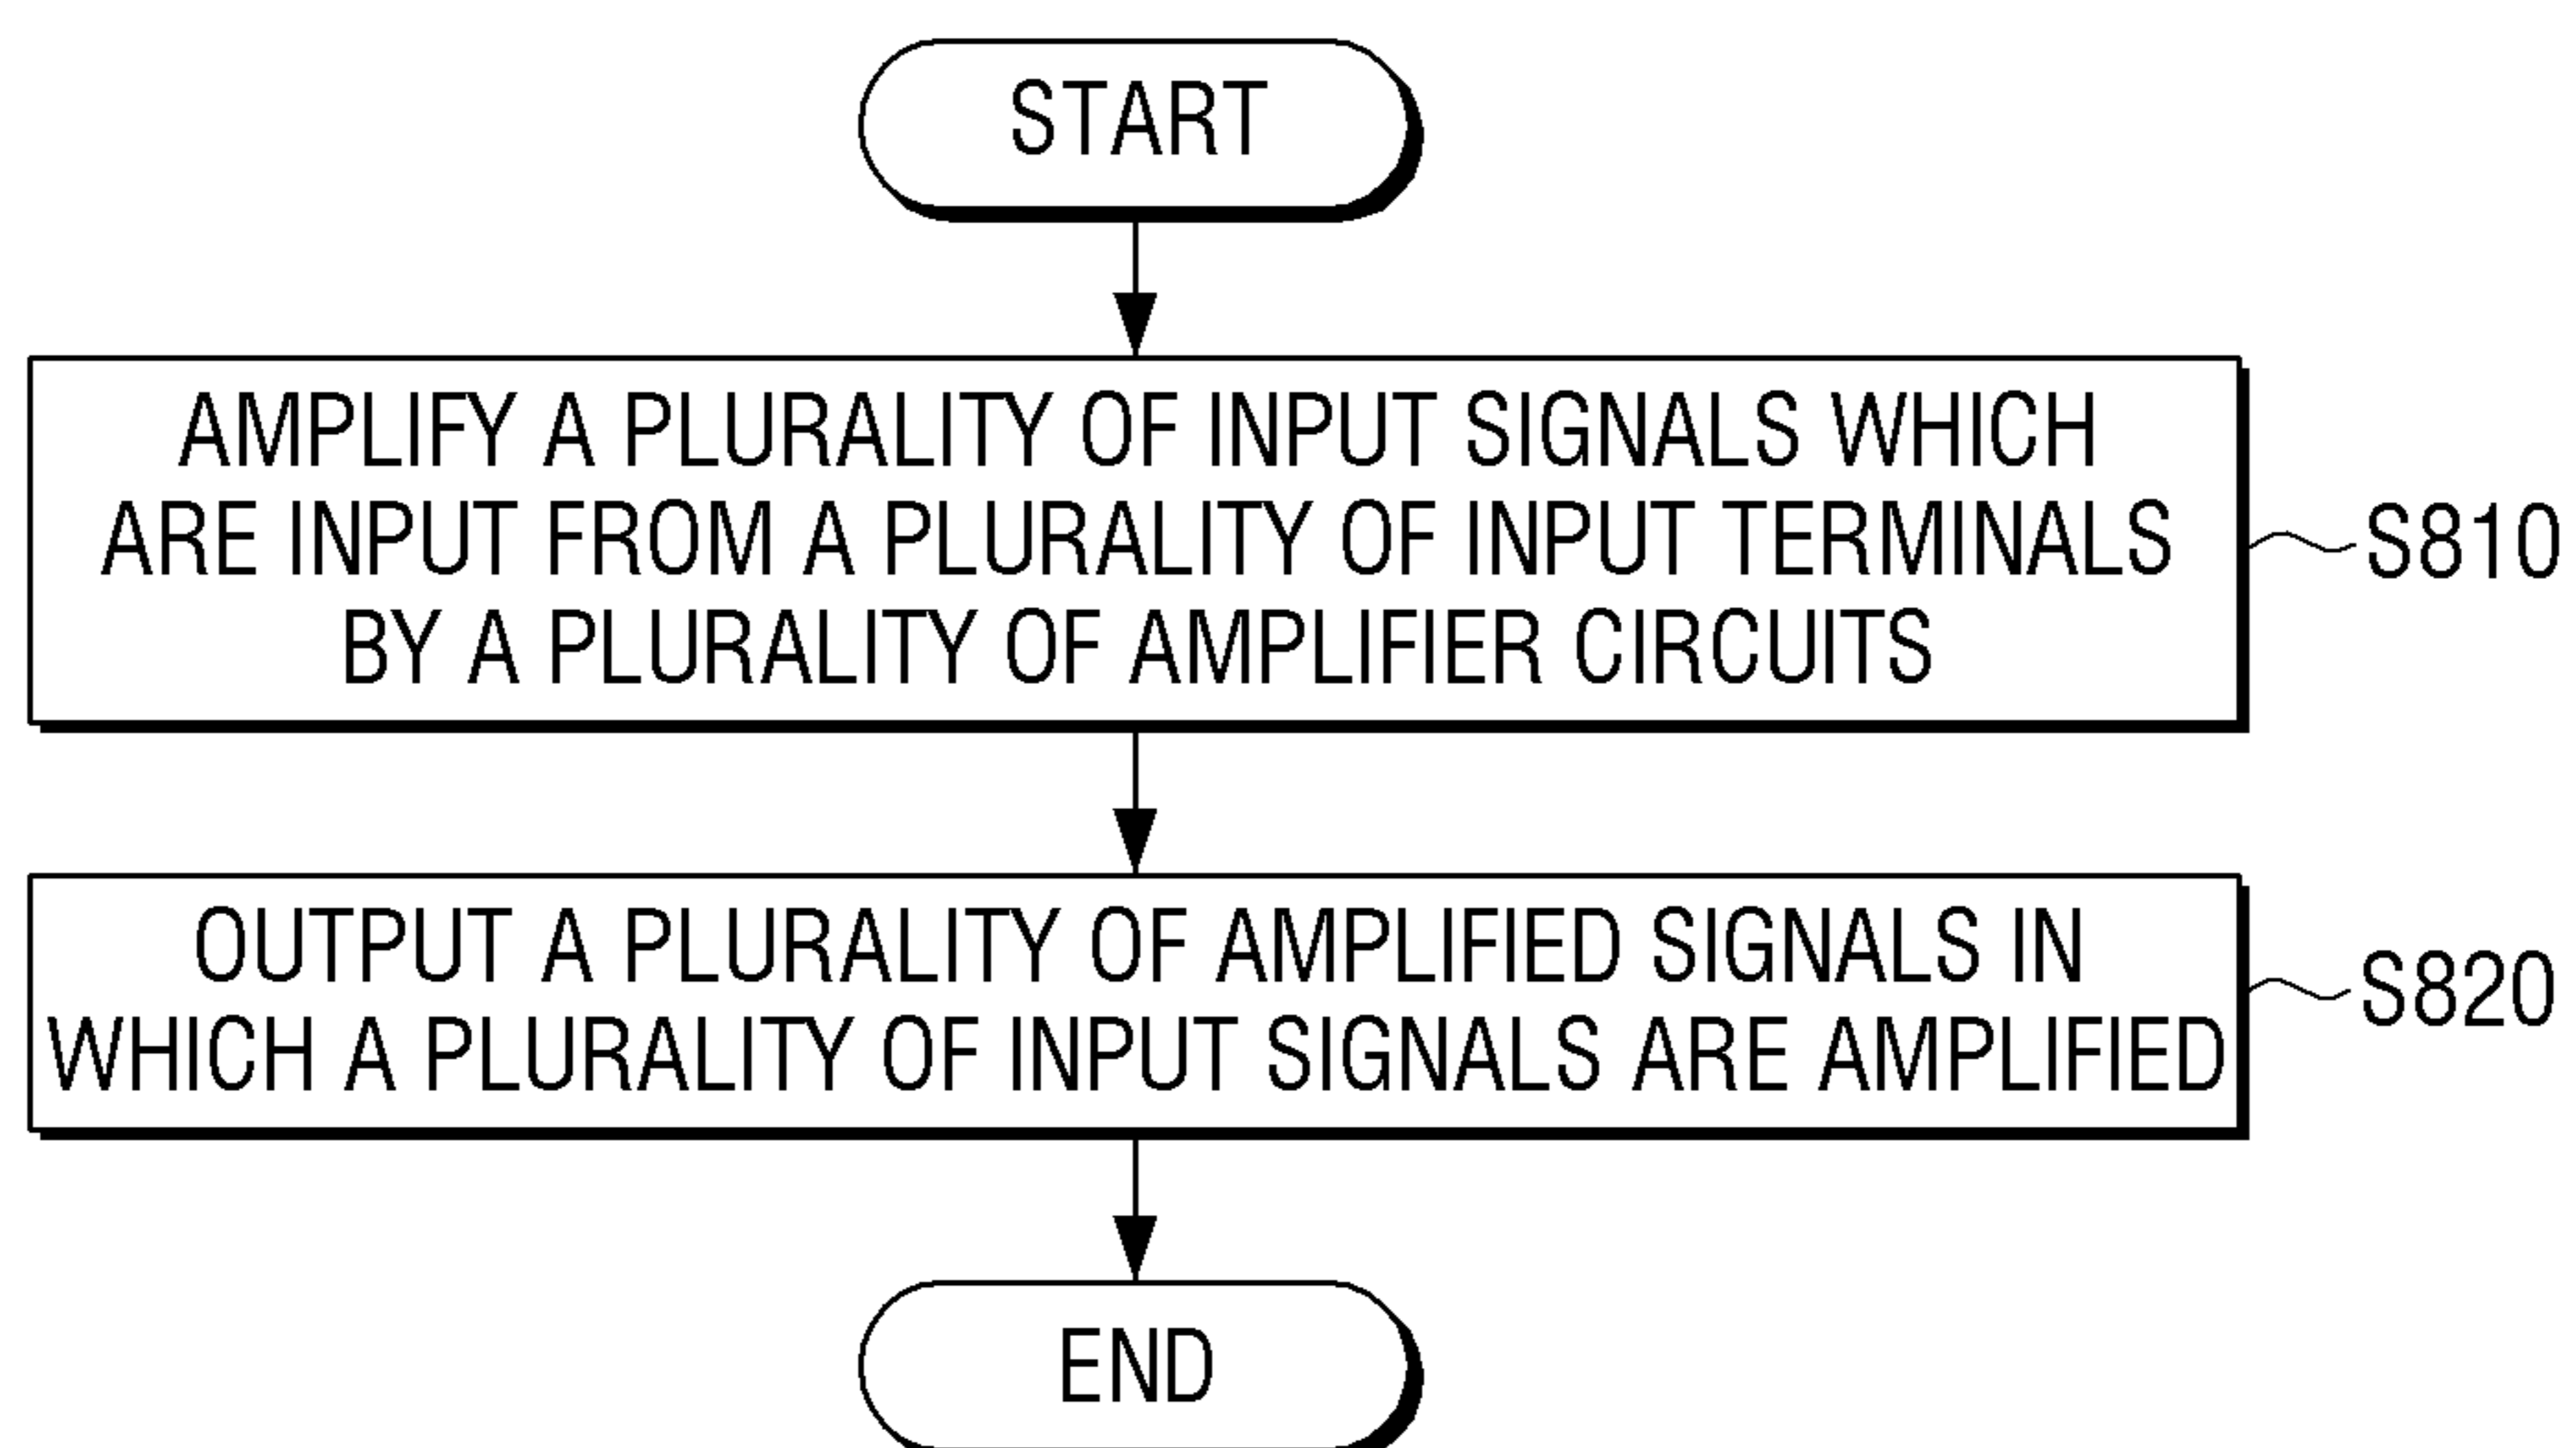 START
AMPLIFY A PLURALITY OF INPUT SIGNALS WHICH
ARE INPUT FROM A PLURALITY OF INPUT TERMINALS
BY A PLURALITY OF AMPLIFIER CIRCUITS
S810
OUTPUT A PLURALITY OF AMPLIFIED SIGNALS IN
WHICH A PLURALITY OF INPUT SIGNALS ARE AMPLIFIED
S820
END